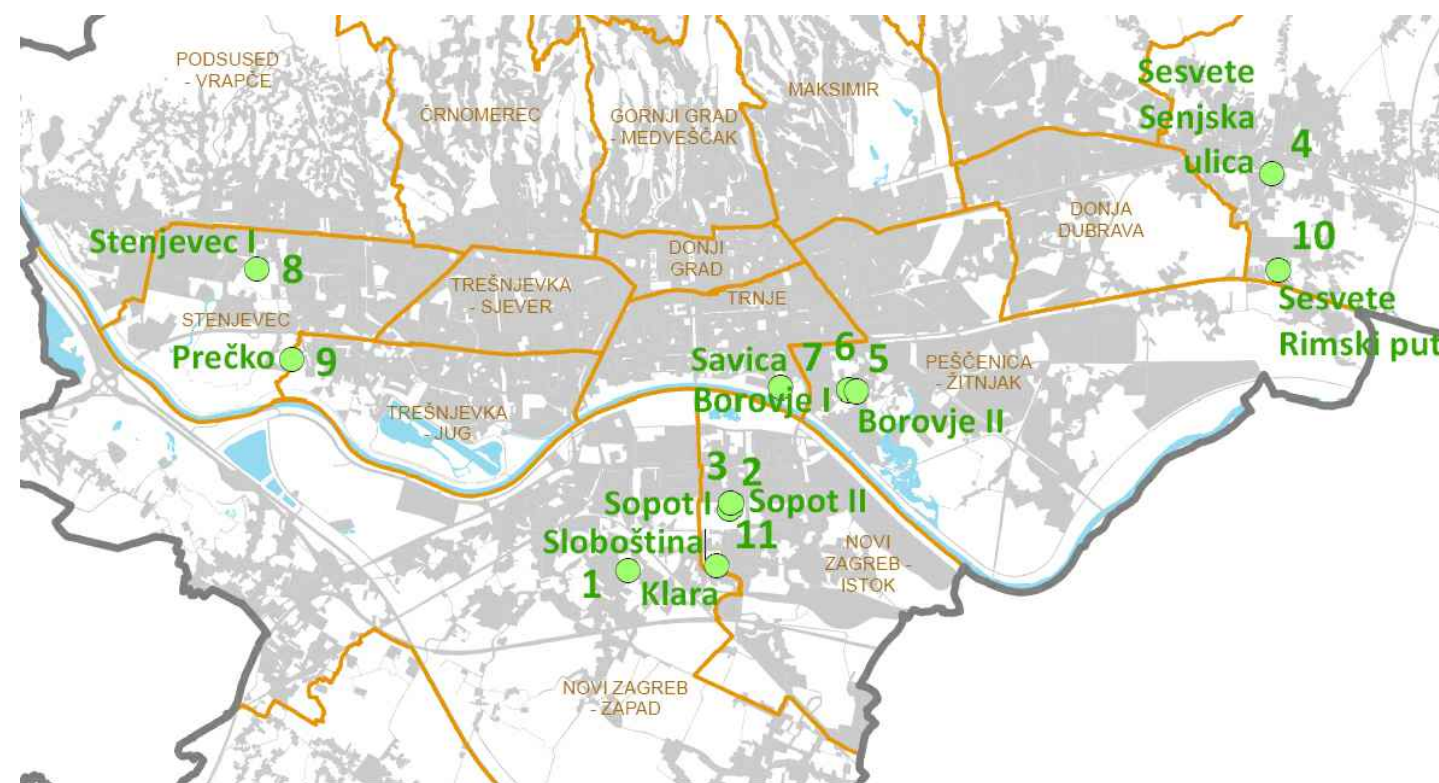 PODSUSED
- VRAPČE
ČRNOMEREC
GORNJI GRAD
- MEDVEŠČAK
MAKSIMIR
Sesvete
Senjska
ulica
4
DONJA
DUBRAVA
10
Sesvete
Rimski put
Stenjevec I
8
DONJI
GRAD
TREŠNJEVKA
- SJEVER
TRNJE
STENJEVEC
Prečko
9
Savica
7
6
5
PEŠČENICA
- ŽITNJAK
Borovje I
Borovje II
TREŠNJEVKA
- JUG
3
2
Sopot I
Sopot II
Sloboština
11
NOVI
ZAGREB -
ISTOK
1
Klara
NOVI ZAGREB
- ZAPAD